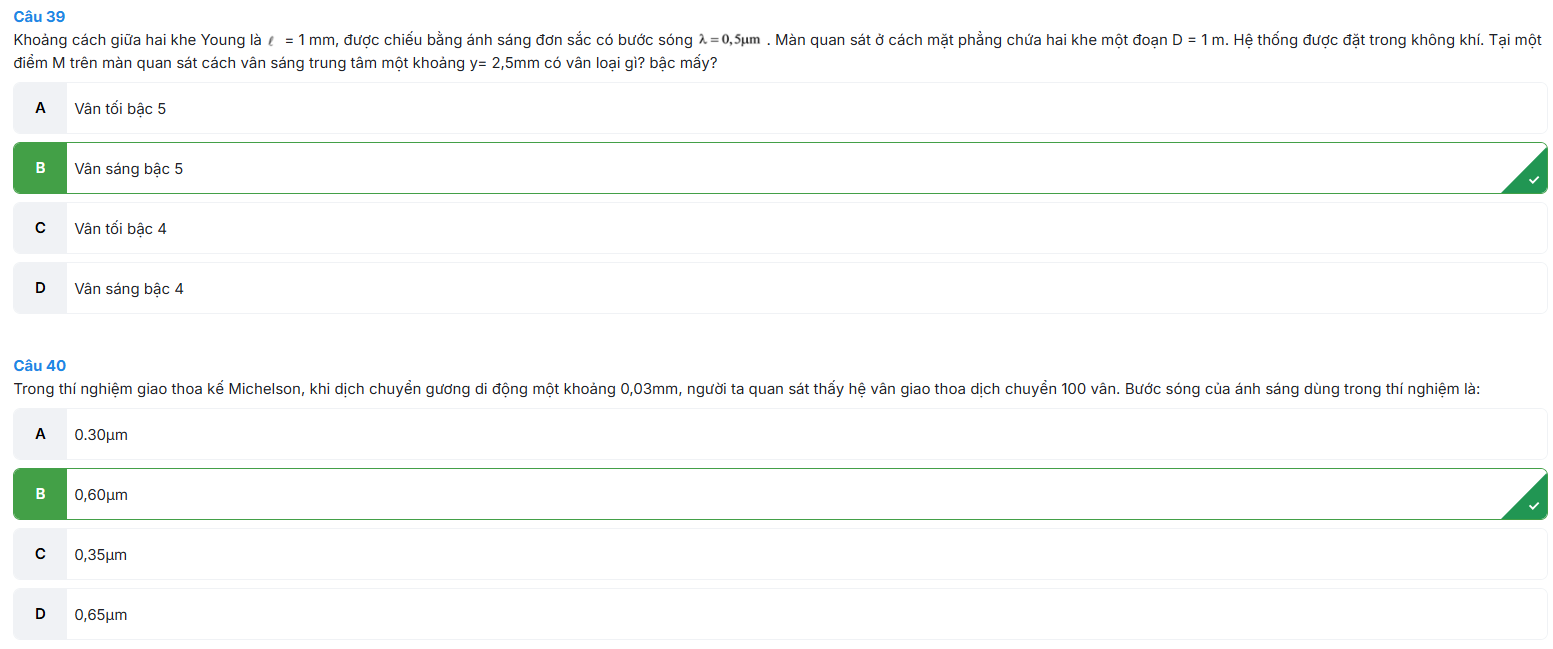 Câu 39
Khoảng cách giữa hai khe Young là ℓ = 1 mm, được chiếu bằng ánh sáng đơn sắc có bước sóng λ = 0,5μm . Màn quan sát ở cách mặt phẳng chứa hai khe một đoạn D = 1 m. Hệ thống được đặt trong không khí. Tại một
điểm M trên màn quan sát cách vân sáng trung tâm một khoảng y= 2,5mm có vân loại gì? bậc mấy?
A Vân tối bậc 5
B Vân sáng bậc 5
C Vân tối bậc 4
D Vân sáng bậc 4
Câu 40
Trong thí nghiệm giao thoa kế Michelson, khi dịch chuyển gương di động một khoảng 0,03mm, người ta quan sát thấy hệ vân giao thoa dịch chuyển 100 vân. Bước sóng của ánh sáng dùng trong thí nghiệm là:
A 0.30μm
B 0,60μm
C 0,35μm
D 0,65μm